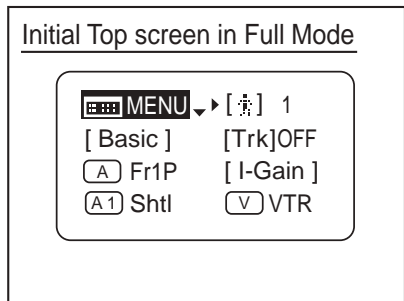 Initial Top screen in Full Mode
MENU [ ] 1
[ Basic ] [Trk]OFF
A Fr1P [ I-Gain ]
A1 Shtl V VTR